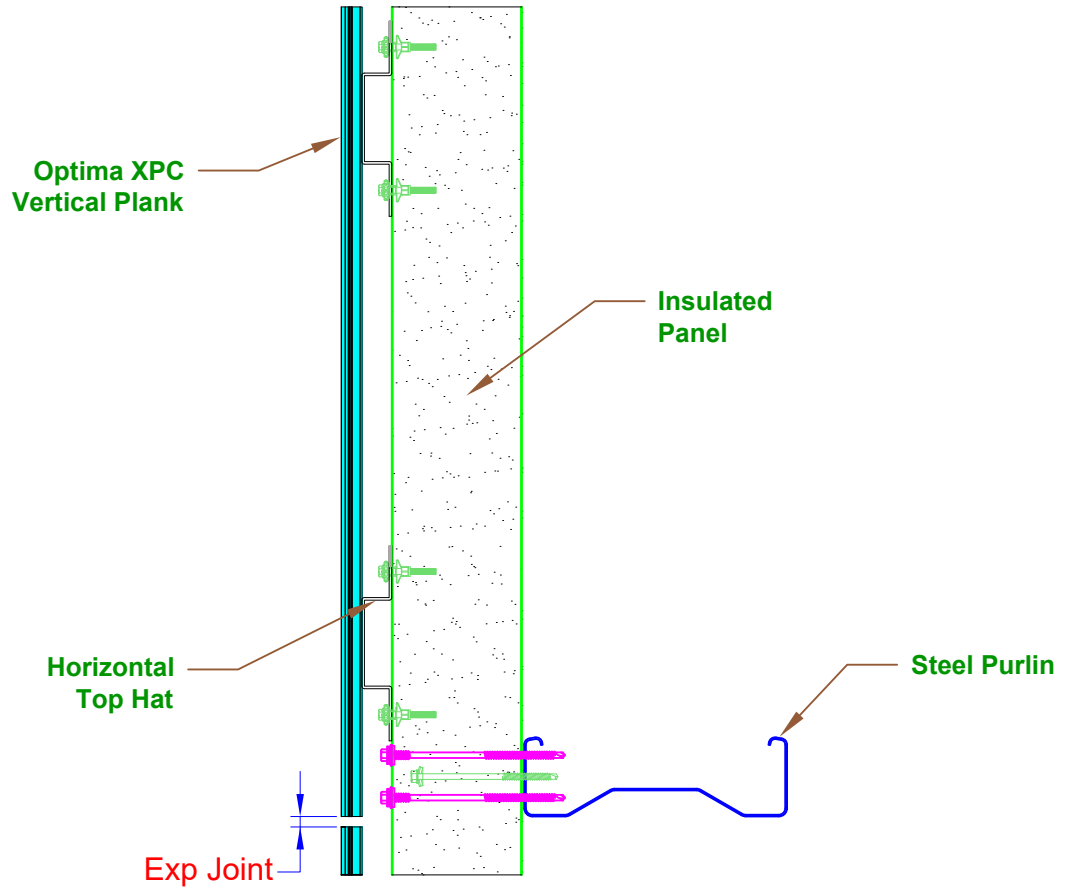 Optima XPC
Vertical Plank
Insulated
Panel
Horizontal
Top Hat
Steel Purlin
Exp Joint